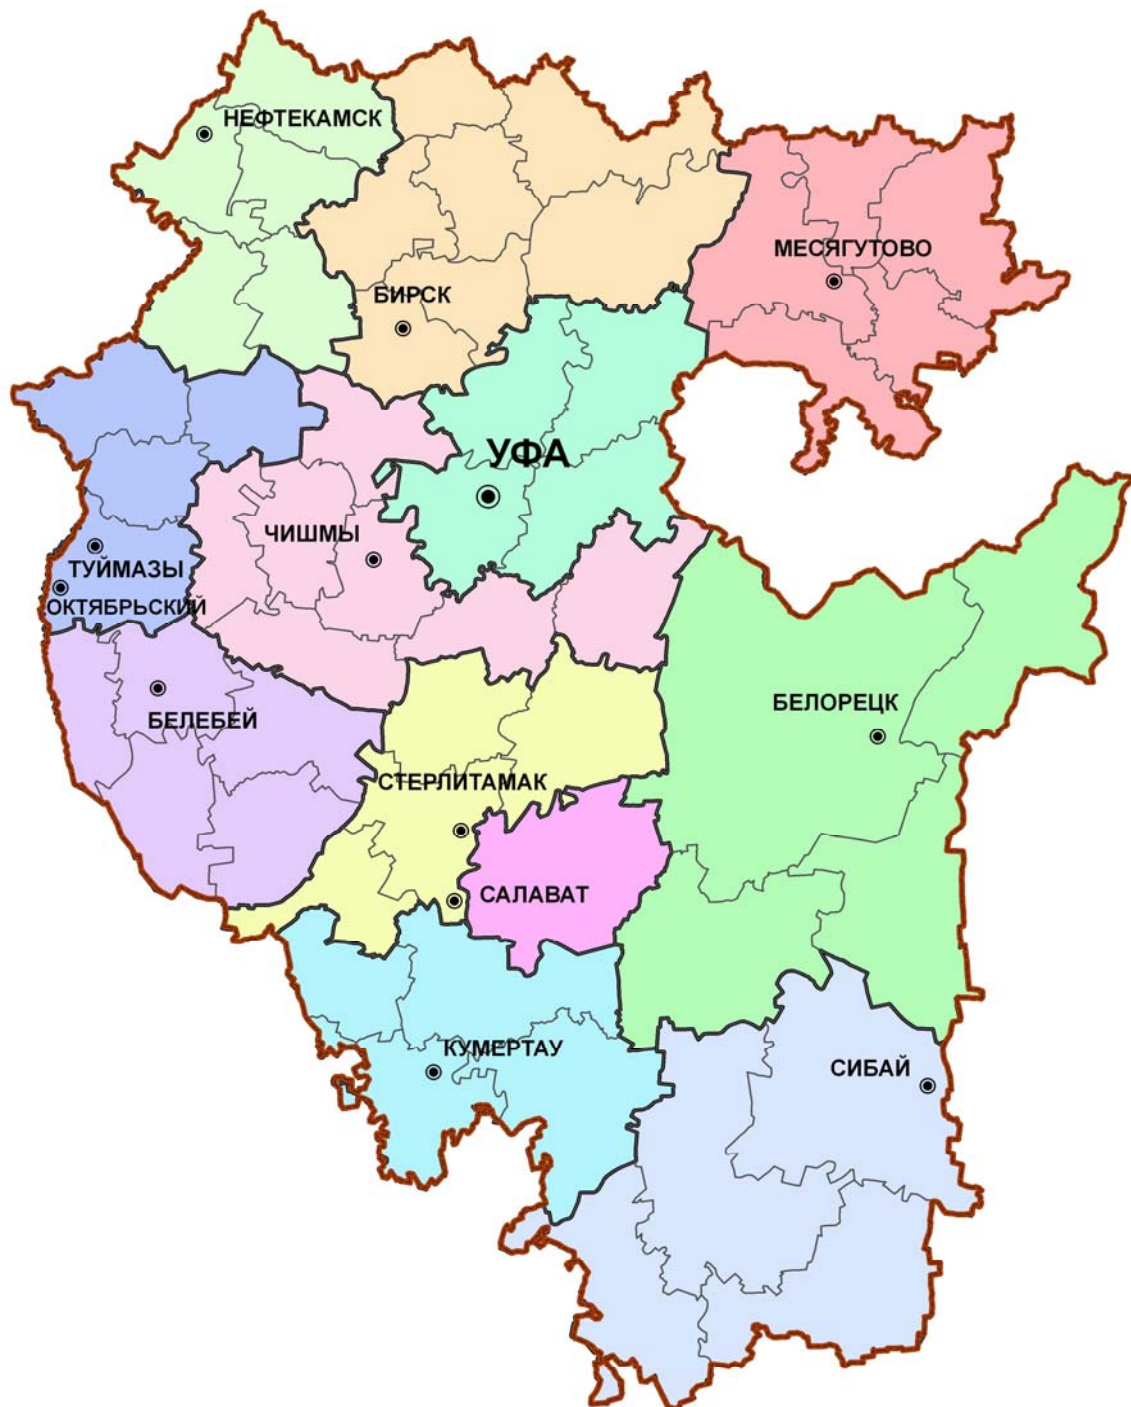 НЕФТЕКАМСК
МЕСЯГУТОВО
БИРСК
УФА
ЧИШМЫ
ТУЙМАЗЫ
ОКТЯБРЬСКИЙ
БЕЛЕБЕЙ
БЕЛОРЕЦК
СТЕРЛИТАМАК
САЛАВАТ
КУМЕРТАУ
СИБАЙ